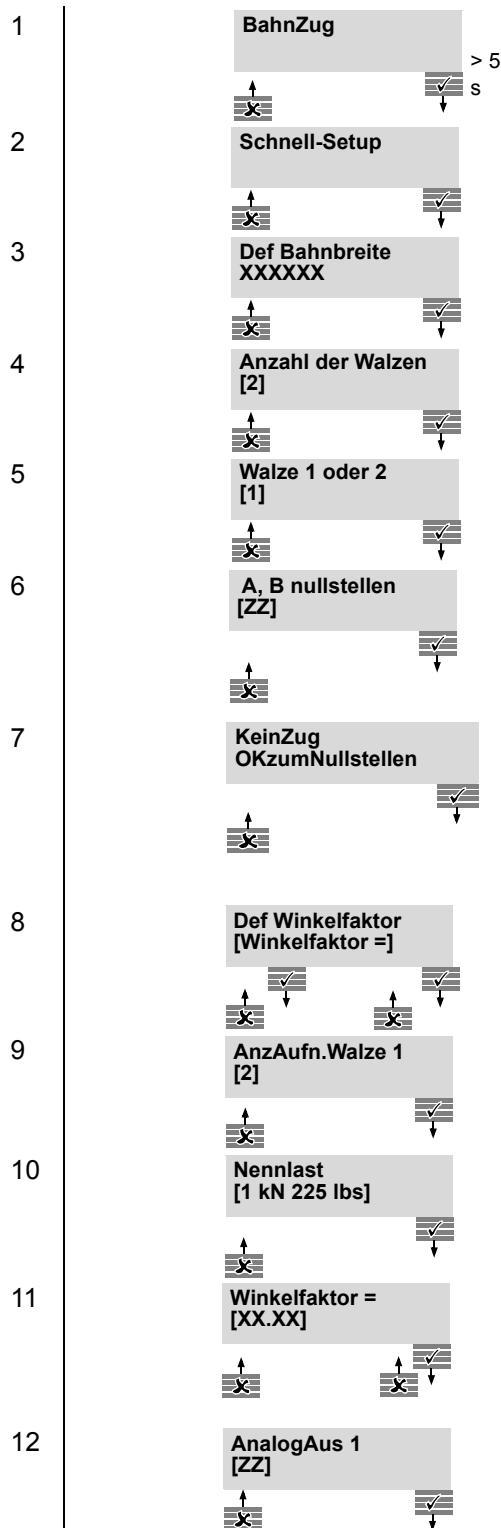 1
BahnZug
> 5
s
2
Schnell-Setup
3
Def Bahnbreite
XXXXXX
4
Anzahl der Walzen
[2]
5
Walze 1 oder 2
[1]
6
A, B nullstellen
[ZZ]
7
KeinZug
OKzumNullstellen
8
Def Winkelfaktor
[Winkelfaktor =]
9
AnzAufn.Walze 1
[2]
10
Nennlast
[1 kN 225 lbs]
11
Winkelfaktor =
[XX.XX]
12
AnalogAus 1
[ZZ]